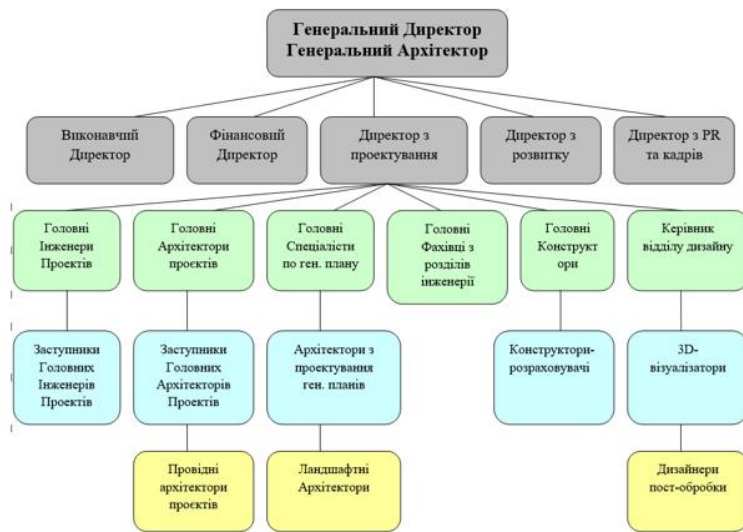 Генеральний Директор
Генеральний Архітектор
Виконавчий
Директор
Фінансовий
Директор
Директор з
проектування
Директор з
розвитку
Директор з PR
та кадрів
Головні
Інженери
Проектів
Головні
Архітектори
проєктів
Головні
Спеціалісти
по ген. плану
Головні
Фахівці з
розділів
інженерії
Головні
Конструкт
ори
Керівник
відділу дизайну
Заступники
Головних
Інженерів
Проектів
Заступники
Головних
Архітекторів
Проектів
Архітектори з
проектування
ген. планів
Конструктори-
розраховувачі
3D-
візуалізатори
Провідні
архітектори
проєктів
Ландшафтні
Архітектори
Дизайнери
пост-обробки